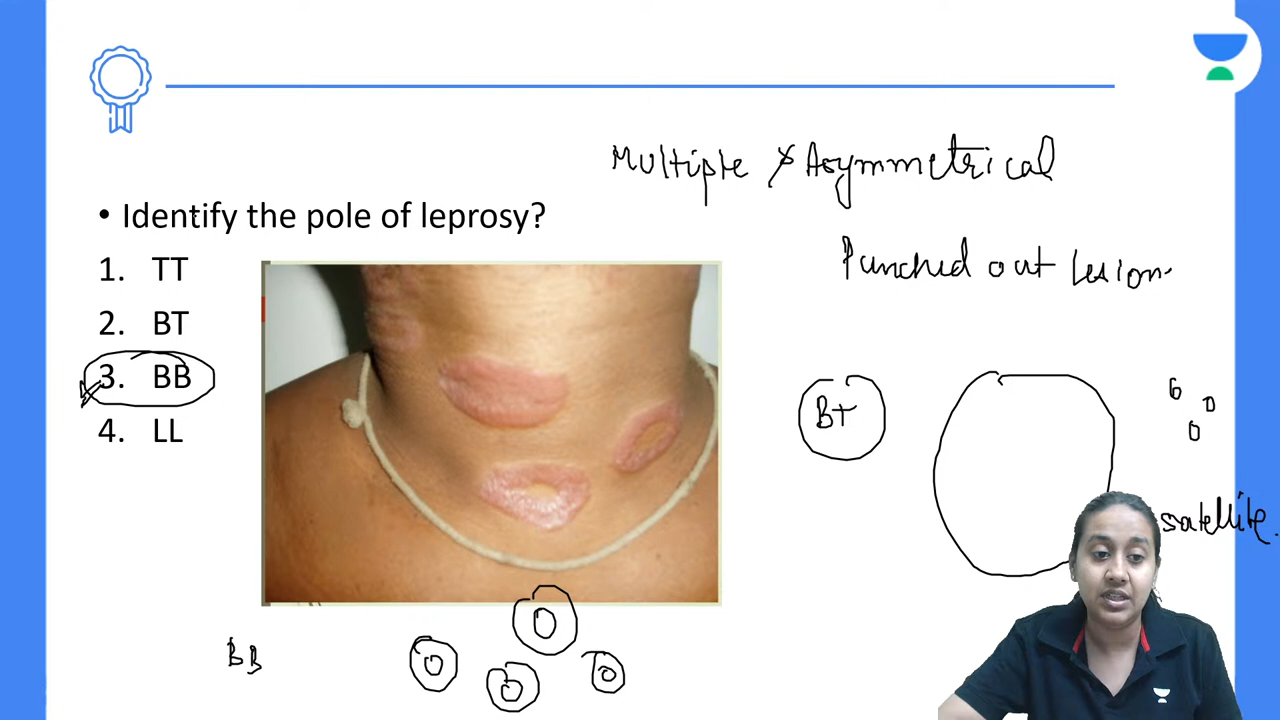 Multiple & Asymmetrical
• Identify the pole of leprosy?
Punched out lesion
1. TT
2. BT
3. BB
4. LL
BT
satellite.
BB